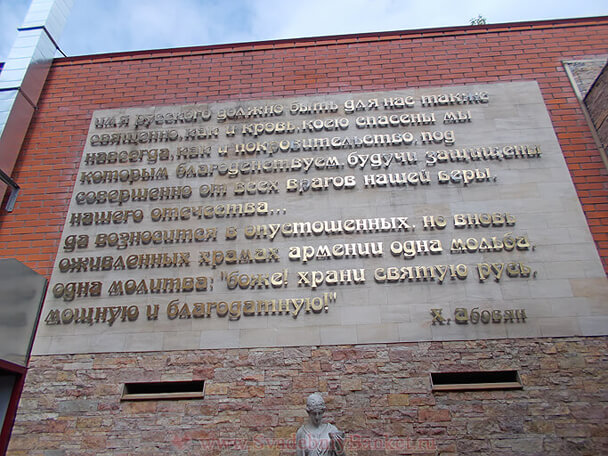 имя русского должно быть для нас также
священно, как и кровь, коею спасены мы
навсегда, как и покровительство, под
которым благоденствуем, будучи защищены
совершенно от всех врагов нашей веры,
нашего отечества...
да возносится в опустошенных, но вновь
оживленных храмах армении одна мольба,
одна молитва: "боже! храни святую русь,
мощную и благодатную!"
Х. Абовян